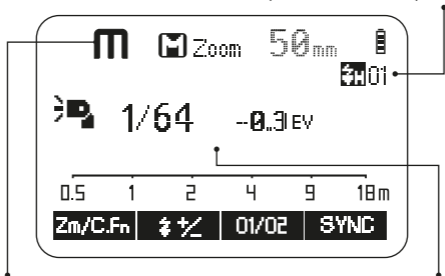 m M Zoom 50mm
H01
1/64 --0.3EV
0.5 1 2 4 9 18m
Zm/C.Fn +/- 01/02 SYNC